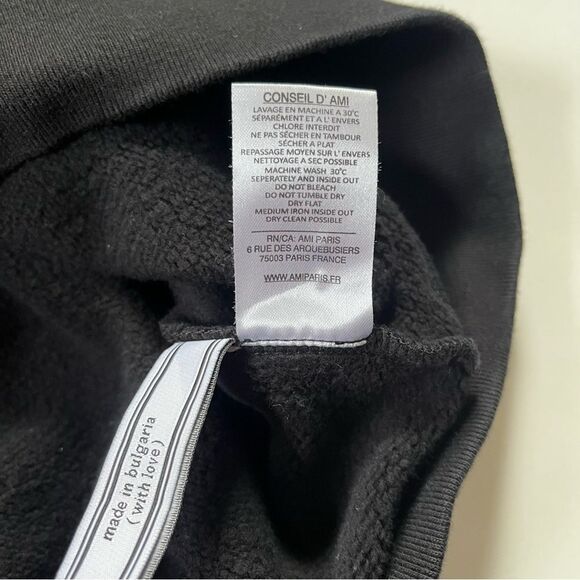 CONSEIL D' AMI
LAVAGE EN MACHINE A 30°C
SÉPARÉMENT ET A L' ENVERS
CHLORE INTERDIT
NE PAS SÉCHER EN TAMBOUR
SÉCHER A PLAT
REPASSAGE MOYEN SUR L' ENVERS
NETTOYAGE A SEC POSSIBLE
MACHINE WASH 30°C
SEPERATELY AND INSIDE OUT
DO NOT BLEACH
DO NOT TUMBLE DRY
DRY FLAT
MEDIUM IRON INSIDE OUT
DRY CLEAN POSSIBLE
RN/CA: AMI PARIS
6 RUE DES ARQUEBUSIERS
75003 PARIS FRANCE
WWW.AMIPARIS.FR
made in bulgaria
(with love)